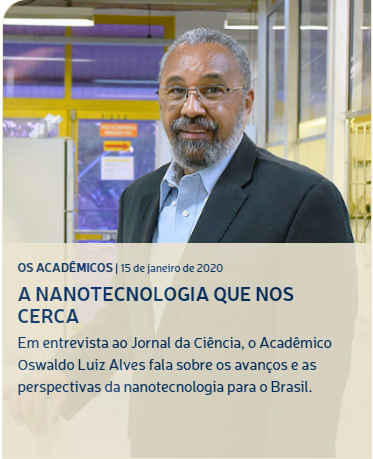 OS ACADÊMICOS | 15 de janeiro de 2020
A NANOTECNOLOGIA QUE NOS
CERCA
Em entrevista ao Jornal da Ciência, o Acadêmico
Oswaldo Luiz Alves fala sobre os avanços e as
perspectivas da nanotecnologia para o Brasil.